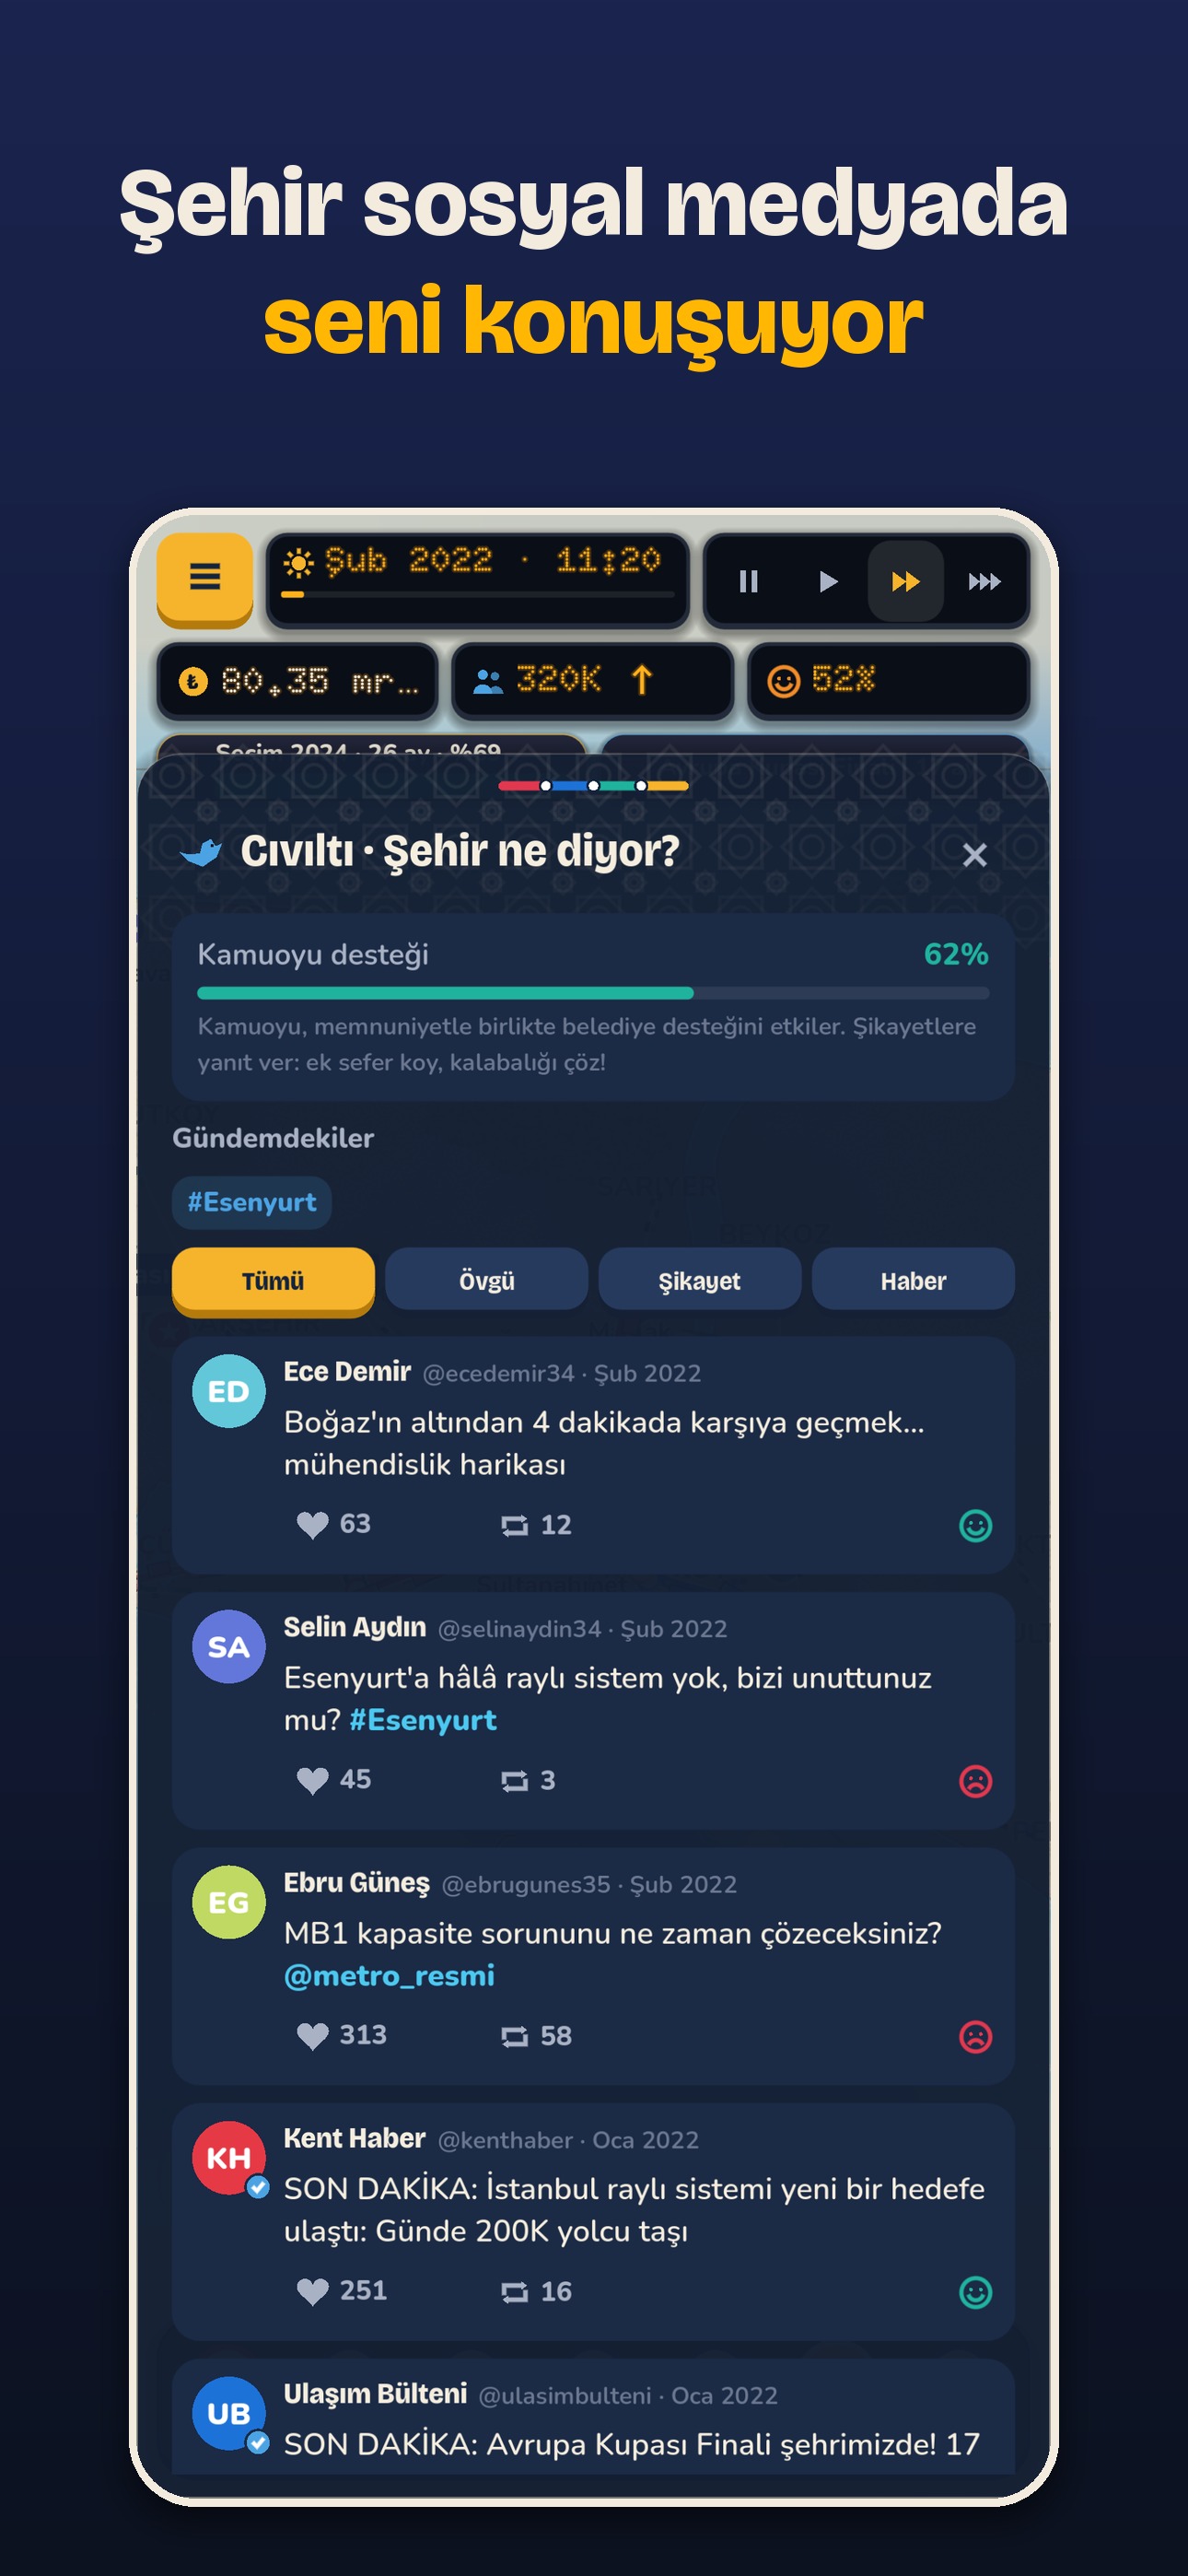 Şehir sosyal medyada
seni konuşuyor
Şub 2022 · 11:20
80.35 mr...
320K ↑
52%
Seçim 2024 · 26 ay · %69
Cıvıltı · Şehir ne diyor?
Kamuoyu desteği 62%
Kamuoyu, memnuniyetle birlikte belediye desteğini etkiler. Şikayetlere
yanıt ver: ek sefer koy, kalabalığı çöz!
Gündemdekiler
#Esenyurt
Tümü Övgü Şikayet Haber
ED
Ece Demir @ecedemir34 · Şub 2022
Boğaz'ın altından 4 dakikada karşıya geçmek...
mühendislik harikası
63 12
SA
Selin Aydın @selinaydin34 · Şub 2022
Esenyurt'a hâlâ raylı sistem yok, bizi unuttunuz
mu? #Esenyurt
45 3
EG
Ebru Güneş @ebrugunes35 · Şub 2022
MB1 kapasite sorununu ne zaman çözeceksiniz?
@metro_resmi
313 58
KH
Kent Haber @kenthaber · Oca 2022
SON DAKİKA: İstanbul raylı sistemi yeni bir hedefe
ulaştı: Günde 200K yolcu taşı
251 16
UB
Ulaşım Bülteni @ulasimbulteni · Oca 2022
SON DAKİKA: Avrupa Kupası Finali şehrimizde! 17